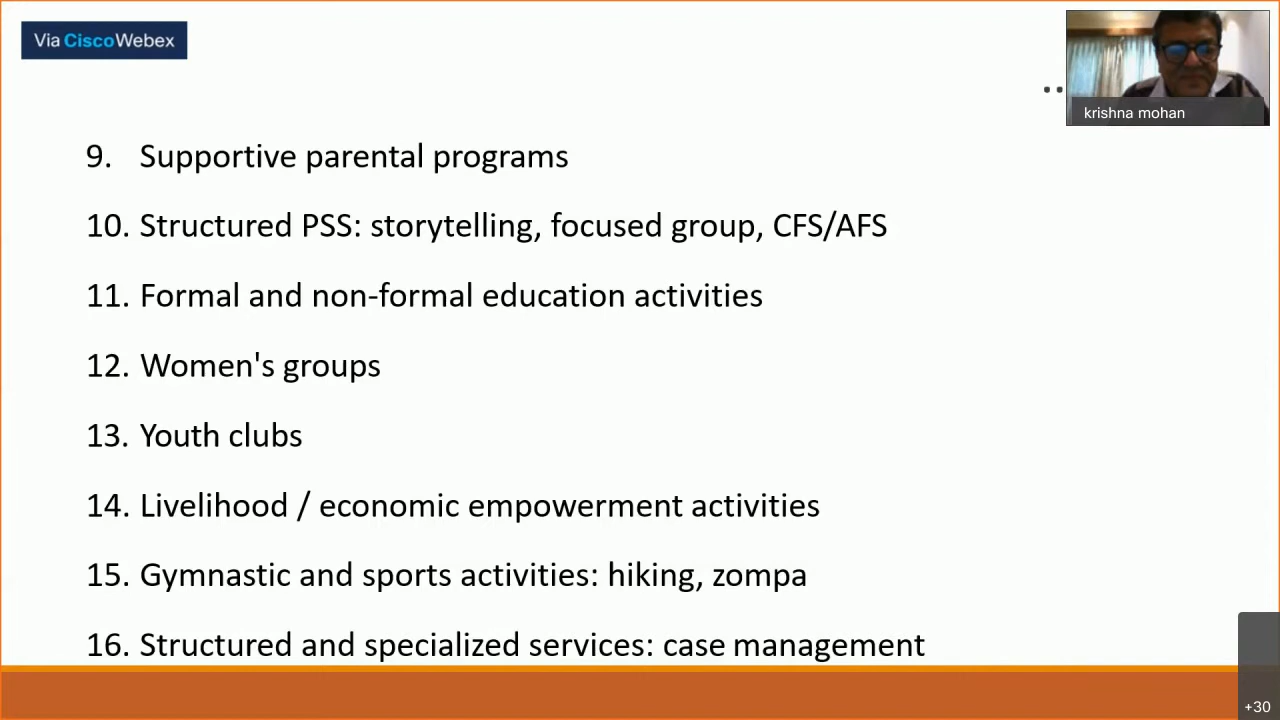 Via CiscoWebex
..
krishna mohan
9. Supportive parental programs
10. Structured PSS: storytelling, focused group, CFS/AFS
11. Formal and non-formal education activities
12. Women's groups
13. Youth clubs
14. Livelihood / economic empowerment activities
15. Gymnastic and sports activities: hiking, zompa
16. Structured and specialized services: case management
+30